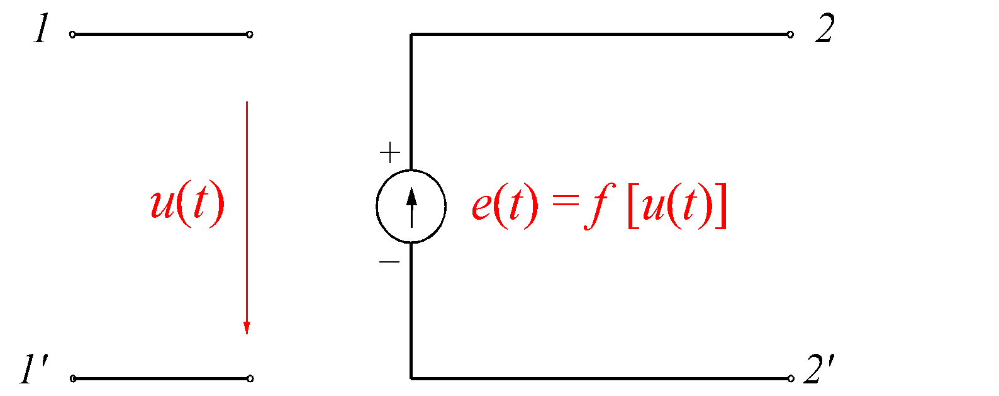 1 2
+
u(t) e(t) = f [u(t)]
−
1' 2'